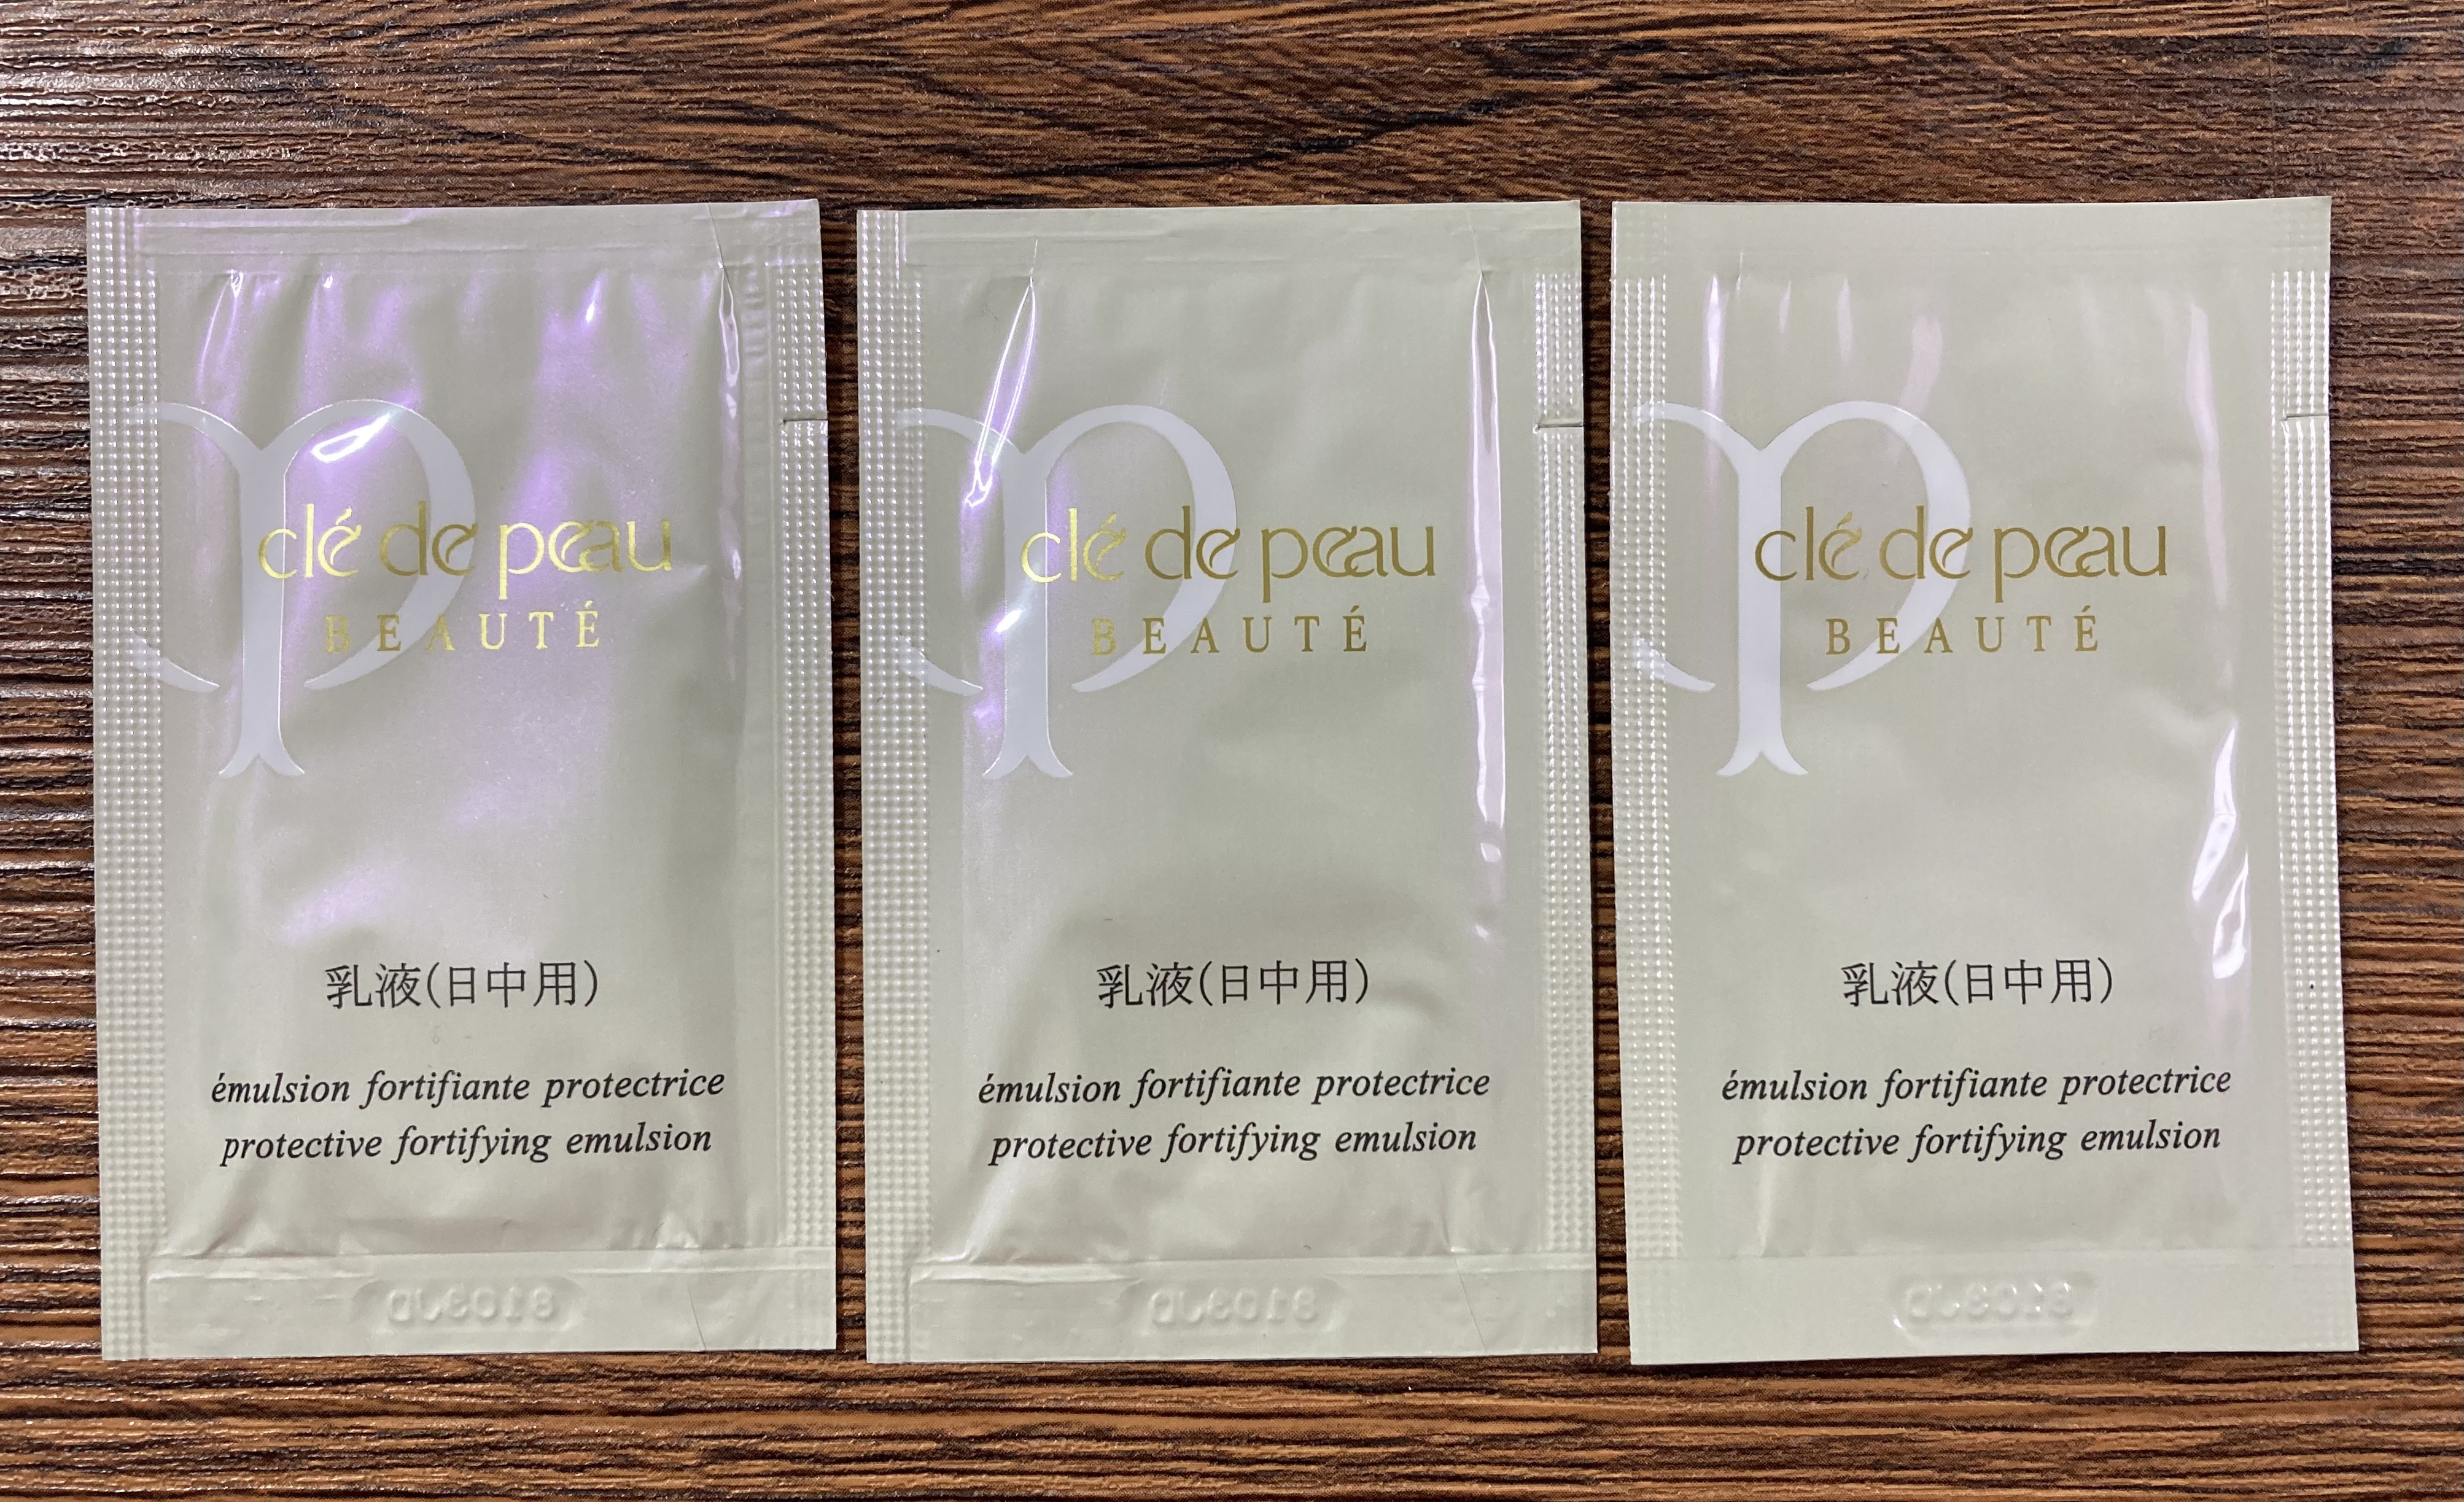 clé de peau
BEAUTÉ
乳液(日中用)
émulsion fortifiante protectrice
protective fortifying emulsion
clé de peau
BEAUTÉ
乳液(日中用)
émulsion fortifiante protectrice
protective fortifying emulsion
clé de peau
BEAUTÉ
乳液(日中用)
émulsion fortifiante protectrice
protective fortifying emulsion